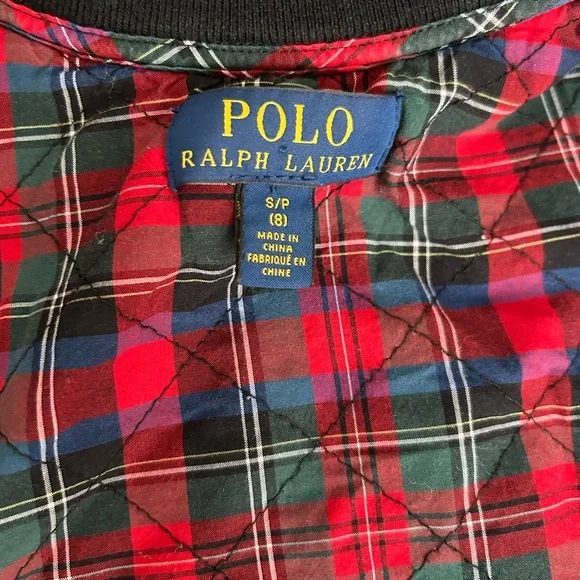 POLO
RALPH LAUREN
S/P
(8)
MADE IN
CHINA
FABRIQUÉ EN
CHINE